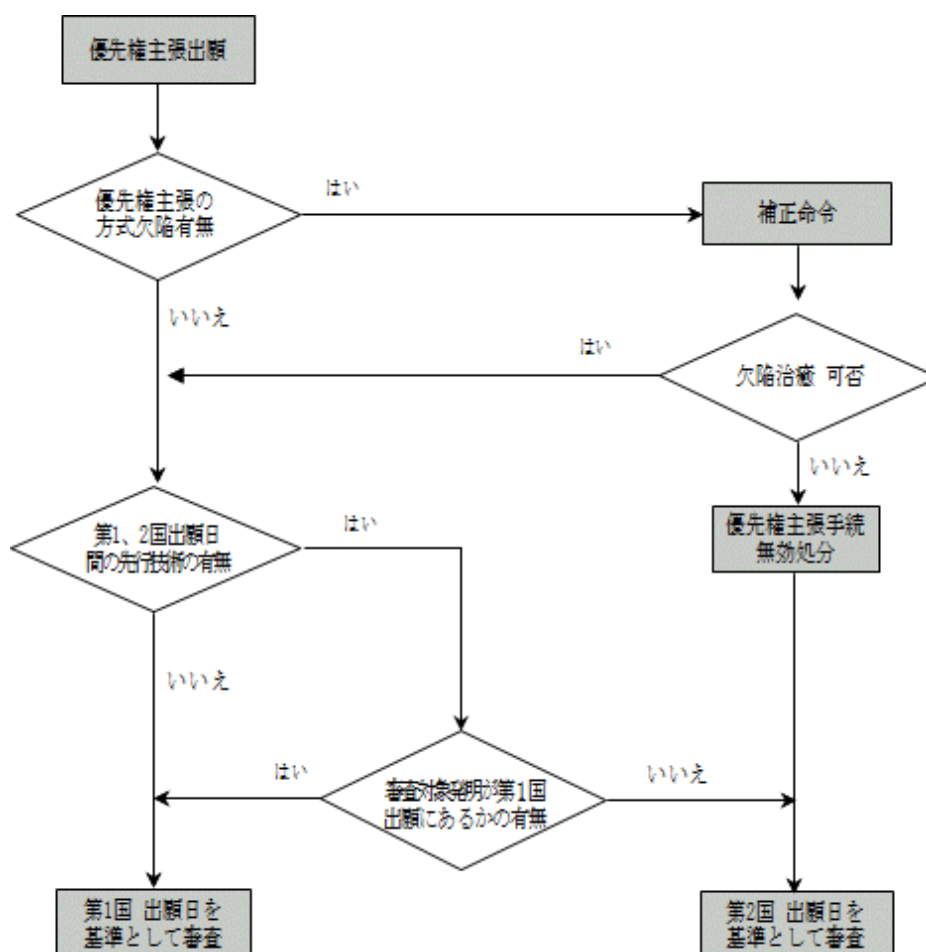 優先権主張出願
優先権主張の
方式欠陥有無
はい
補正命令
いいえ
はい
欠陥治癒 可否
いいえ
第1、2国出願日
間の先行技術の有無
はい
優先権主張手続
無効処分
いいえ
はい
審査対象発明が第1国
出願にあるかの有無
いいえ
第1国 出願日を
基準として審査
第2国 出願日を
基準として審査